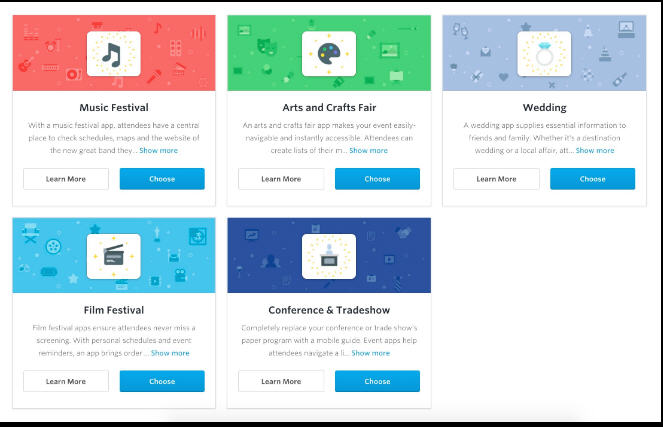 Music Festival
With a music festival app, attendees have a central
place to check schedules, maps and the website of
the new great band they... Show more
Learn More
Choose
Arts and Crafts Fair
An arts and crafts fair app makes your event easily-
navigable and instantly accessible. Attendees can
create lists of their m... Show more
Learn More
Choose
Wedding
A wedding app supplies essential information to
friends and family. Whether it's a destination
wedding or a local affair, att... Show more
Learn More
Choose
Film Festival
Film festival apps ensure attendees never miss a
screening. With personal schedules and event
reminders, an app brings order ... Show more
Learn More
Choose
Conference & Tradeshow
Completely replace your conference or trade show's
paper program with a mobile guide. Event apps help
attendees navigate a li... Show more
Learn More
Choose